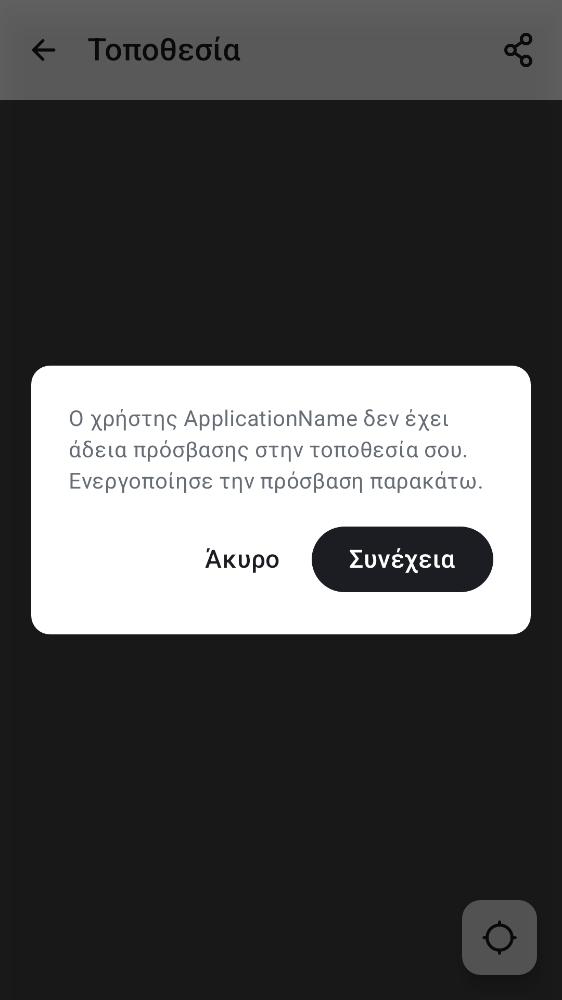 Τοποθεσία
Ο χρήστης ApplicationName δεν έχει
άδεια πρόσβασης στην τοποθεσία σου.
Ενεργοποίησε την πρόσβαση παρακάτω.
Άκυρο
Συνέχεια